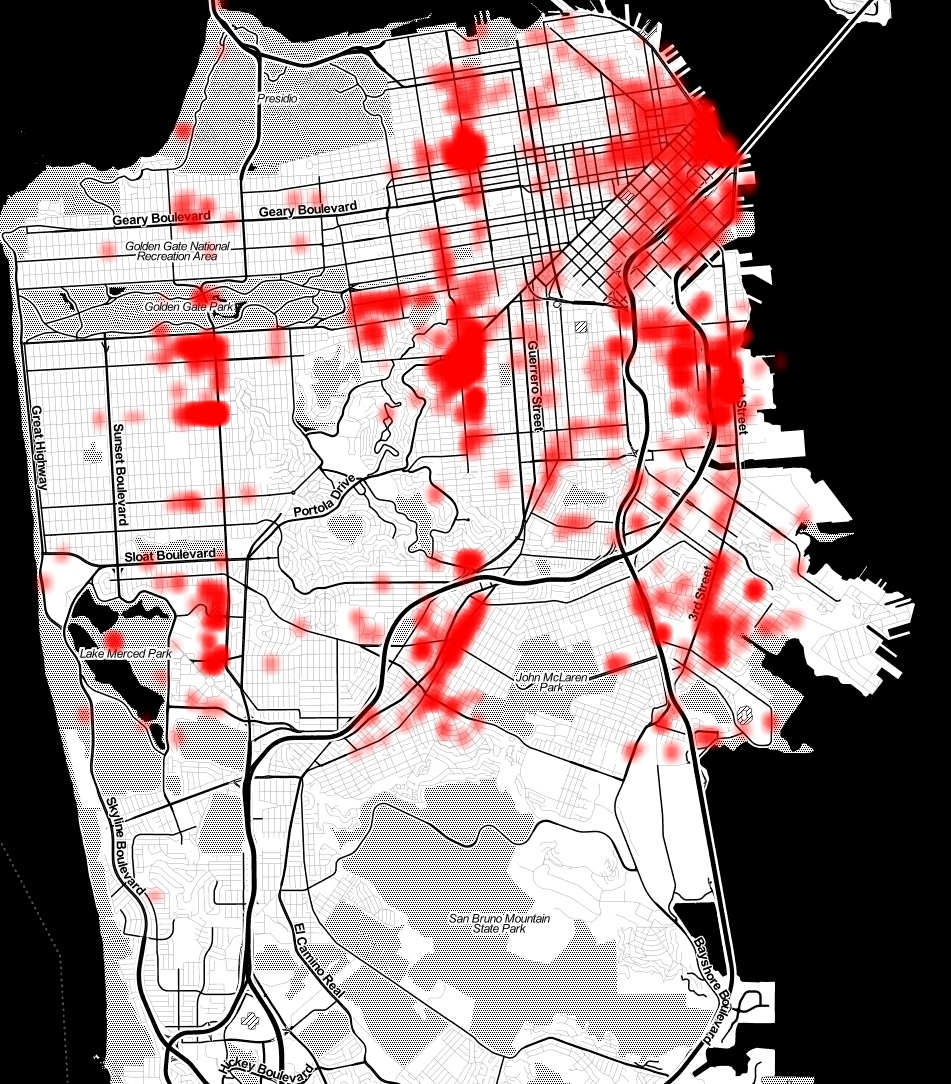 Presidio
Geary Boulevard
Geary Boulevard
Golden Gate National
Recreation Area
Golden Gate Park
Guerrero Street
Street
Great Highway
Sunset Boulevard
Portola Drive
Sloat Boulevard
3rd Street
Lake Merced Park
John McLaren
Park
Skyline Boulevard
San Bruno Mountain
State Park
El Camino Real
Bayshore Boulevard
Hickey Boulevard